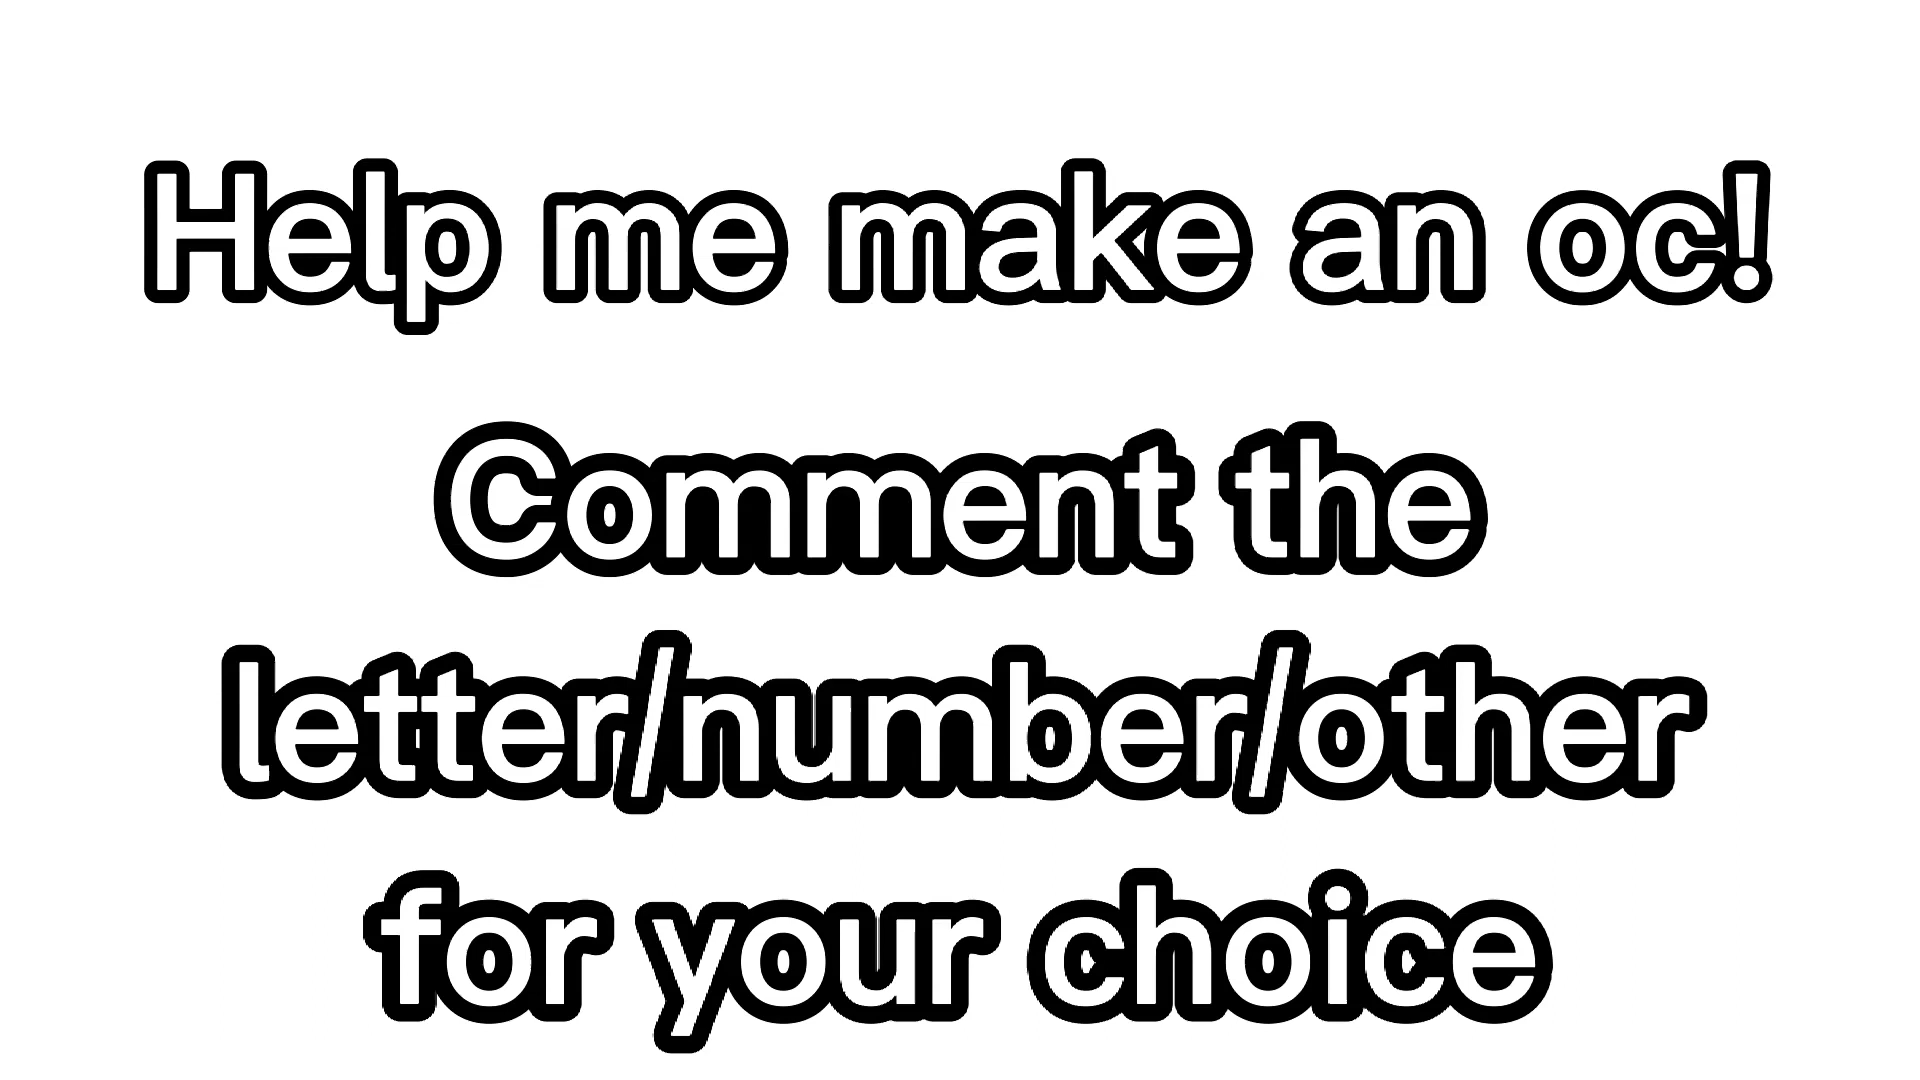 Help me make an oc!
Comment the
letter/number/other
for your choice